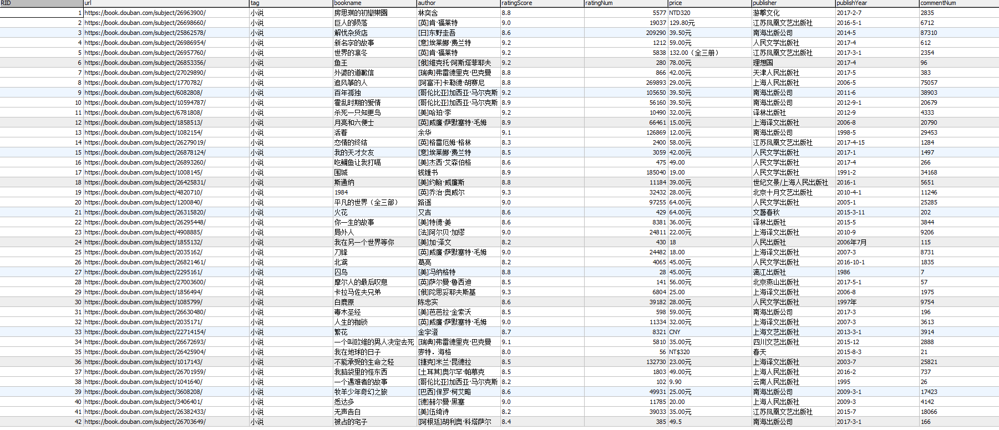 RID url tag bookname author ratingScore ratingNum price publisher publishYear commentNum
1 https://book.douban.com/subject/26963900/ 小说 房思琪的初戀樂園 林奕含 8.8 5577 NTD320 游擊文化 2017-2-7 2835
2 https://book.douban.com/subject/26698660/ 小说 巨人的陨落 [英]肯·福莱特 9.0 19037 129.80元 江苏凤凰文艺出版社 2016-5-1 6712
3 https://book.douban.com/subject/25862578/ 小说 解忧杂货店 [日]东野圭吾 8.6 209290 39.50元 南海出版公司 2014-5 87310
4 https://book.douban.com/subject/26986954/ 小说 新名字的故事 [意]埃莱娜·费兰特 9.2 1212 59.00元 人民文学出版社 2017-4 612
5 https://book.douban.com/subject/26957760/ 小说 世界的凛冬 [英]肯·福莱特 9.2 5838 132.00（全三册） 江苏凤凰文艺出版社 2017-3-1 2354
6 https://book.douban.com/subject/26853356/ 小说 鱼王 [俄]维克托·阿斯塔菲耶夫 9.2 280 78.00元 理想国 2017-4 96
7 https://book.douban.com/subject/27029890/ 小说 外婆的道歉信 [瑞典]弗雷德里克·巴克曼 8.8 866 42.00元 天津人民出版社 2017-5 383
8 https://book.douban.com/subject/1770782/ 小说 追风筝的人 [阿富汗]卡勒德·胡赛尼 8.8 269893 29.00元 上海人民出版社 2006-5 75057
9 https://book.douban.com/subject/6082808/ 小说 百年孤独 [哥伦比亚]加西亚·马尔克斯 9.2 105650 39.50元 南海出版公司 2011-6 38903
10 https://book.douban.com/subject/10594787/ 小说 霍乱时期的爱情 [哥伦比亚]加西亚·马尔克斯 8.9 56160 39.50元 南海出版公司 2012-9-1 20679
11 https://book.douban.com/subject/6781808/ 小说 杀死一只知更鸟 [美]哈珀·李 9.2 10490 32.00元 译林出版社 2012-9 4333
12 https://book.douban.com/subject/1858513/ 小说 月亮和六便士 [英]威廉·萨默塞特·毛姆 8.9 66461 15.00元 上海译文出版社 2006-8 20790
13 https://book.douban.com/subject/1082154/ 小说 活着 余华 9.1 126869 12.00元 南海出版公司 1998-5 29453
14 https://book.douban.com/subject/26279019/ 小说 恋情的终结 [英]格雷厄姆·格林 8.3 2400 58.00元 江苏凤凰文艺出版社 2017-4-15 1284
15 https://book.douban.com/subject/26878124/ 小说 我的天才女友 [意]埃莱娜·费兰特 8.5 3059 42.00元 人民文学出版社 2017-1 1497
16 https://book.douban.com/subject/26893260/ 小说 吃鲷鱼让我打嗝 [美]杰西·艾森伯格 8.6 475 49.00 人民文学出版社 2017-4 266
17 https://book.douban.com/subject/1008145/ 小说 围城 钱锺书 8.9 185040 19.00 人民文学出版社 1991-2 34168
18 https://book.douban.com/subject/26425831/ 小说 斯通纳 [美]约翰·威廉斯 8.8 11184 39.00元 世纪文景/上海人民出版社 2016-1 5651
19 https://book.douban.com/subject/4820710/ 小说 1984 [英]乔治·奥威尔 9.3 32432 28.00元 北京十月文艺出版社 2010-4-1 11246
20 https://book.douban.com/subject/1200840/ 小说 平凡的世界（全三部） 路遥 9.0 97255 64.00元 人民文学出版社 2005-1 25285
21 https://book.douban.com/subject/26315820/ 小说 火花 又吉 8.6 429 64.00元 文藝春秋 2015-3-11 202
22 https://book.douban.com/subject/26295448/ 小说 你一生的故事 [美]特德·姜 8.6 8381 36.00元 译林出版社 2015-5 3844
23 https://book.douban.com/subject/4908885/ 小说 局外人 [法]阿尔贝·加缪 9.0 24811 22.00元 上海译文出版社 2010-9 9206
24 https://book.douban.com/subject/1855132/ 小说 我在另一个世界等你 [美]加·泽文 8.2 430 18 人民出版社 2006年7月 115
25 https://book.douban.com/subject/2035162/ 小说 刀锋 [英]威廉·萨默塞特·毛姆 9.0 24482 18.00 上海译文出版社 2007-3 8731
26 https://book.douban.com/subject/26821461/ 小说 北鸢 葛亮 8.2 4065 45.00元 人民文学出版社 2016-10-1 1835
27 https://book.douban.com/subject/2295161/ 小说 囚鸟 [美]冯纳格特 8.8 28 45.00元 漓江出版社 1986 7
28 https://book.douban.com/subject/27003600/ 小说 摩尔人的最后叹息 [英]萨尔曼·鲁西迪 8.5 141 56.00元 北京燕山出版社 2017-5-1 57
29 https://book.douban.com/subject/1856494/ 小说 卡拉马佐夫兄弟 [俄]陀思妥耶夫斯基 9.3 6804 25.00 上海译文出版社 2006-8 1975
30 https://book.douban.com/subject/1085799/ 小说 白鹿原 陈忠实 8.6 39182 28.00元 人民文学出版社 1997年 9754
31 https://book.douban.com/subject/26630480/ 小说 毒木圣经 [美]芭芭拉·金索沃 8.5 598 59.00元 南海出版公司 2017-3 196
32 https://book.douban.com/subject/2035171/ 小说 人生的枷锁 [英]威廉·萨默塞特·毛姆 9.0 11334 32.00元 上海译文出版社 2007-3 3613
33 https://book.douban.com/subject/22714154/ 小说 繁花 金宇澄 8.7 8321 CNY 上海文艺出版社 2013-3-1 3914
34 https://book.douban.com/subject/26672693/ 小说 一个叫欧维的男人决定去死 [瑞典]弗雷德里克·巴克曼 9.1 5810 35.00元 四川文艺出版社 2015-12 2888
35 https://book.douban.com/subject/26425904/ 小说 我在地球的日子 麥特．海格 8.0 56 NT$320 春天 2015-8-3 21
36 https://book.douban.com/subject/1017143/ 小说 不能承受的生命之轻 [捷克]米兰·昆德拉 8.5 132730 23.00元 上海译文出版社 2003-7 25821
37 https://book.douban.com/subject/26701959/ 小说 我脑袋里的怪东西 [土耳其]奥尔罕·帕慕克 8.5 1803 49.00元 上海人民出版社 2016-2 737
38 https://book.douban.com/subject/1041640/ 小说 一个遇难者的故事 [哥伦比亚]加西亚·马尔克斯 8.2 102 9.90 云南人民出版社 1995 26
39 https://book.douban.com/subject/3608208/ 小说 牧羊少年奇幻之旅 [巴西]保罗·柯艾略 8.6 49931 25.00元 南海出版公司 2009-3-1 17423
40 https://book.douban.com/subject/3406401/ 小说 悉达多 [德]赫尔曼·黑塞 9.0 11785 20.00 上海人民出版社 2009-3 4142
41 https://book.douban.com/subject/26382433/ 小说 无声告白 [美]伍绮诗 8.2 39033 35.00元 江苏凤凰文艺出版社 2015-7 18066
42 https://book.douban.com/subject/26703649/ 小说 被占的宅子 [阿根廷]胡利奥·科塔萨尔 8.4 385 49.5 南海出版公司 2017-3-1 166